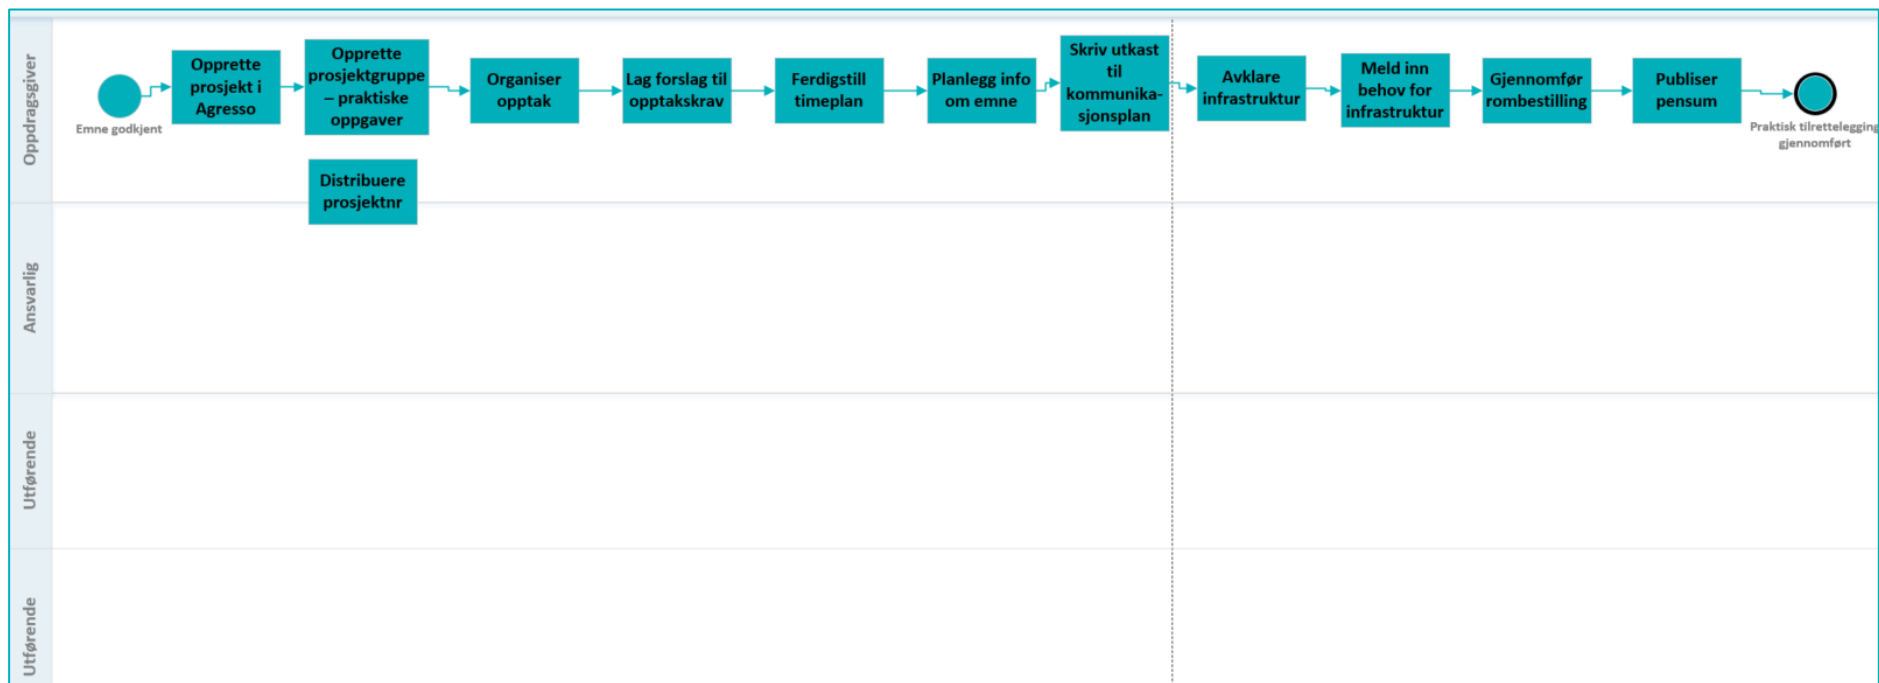 Oppdragsgiver
Emne godkjent
Opprette
prosjekt i
Agresso
Opprette
prosjektgruppe
– praktiske
oppgaver
Distribuere
prosjektnr
Organiser
opptak
Lag forslag til
opptakskrav
Ferdigstill
timeplan
Planlegg info
om emne
Skriv utkast
til
kommunika-
sjonsplan
Avklare
infrastruktur
Meld inn
behov for
infrastruktur
Gjennomfør
rombestilling
Publiser
pensum
Praktisk tilrettelegging
gjennomført
Ansvarlig
Utførende
Utførende